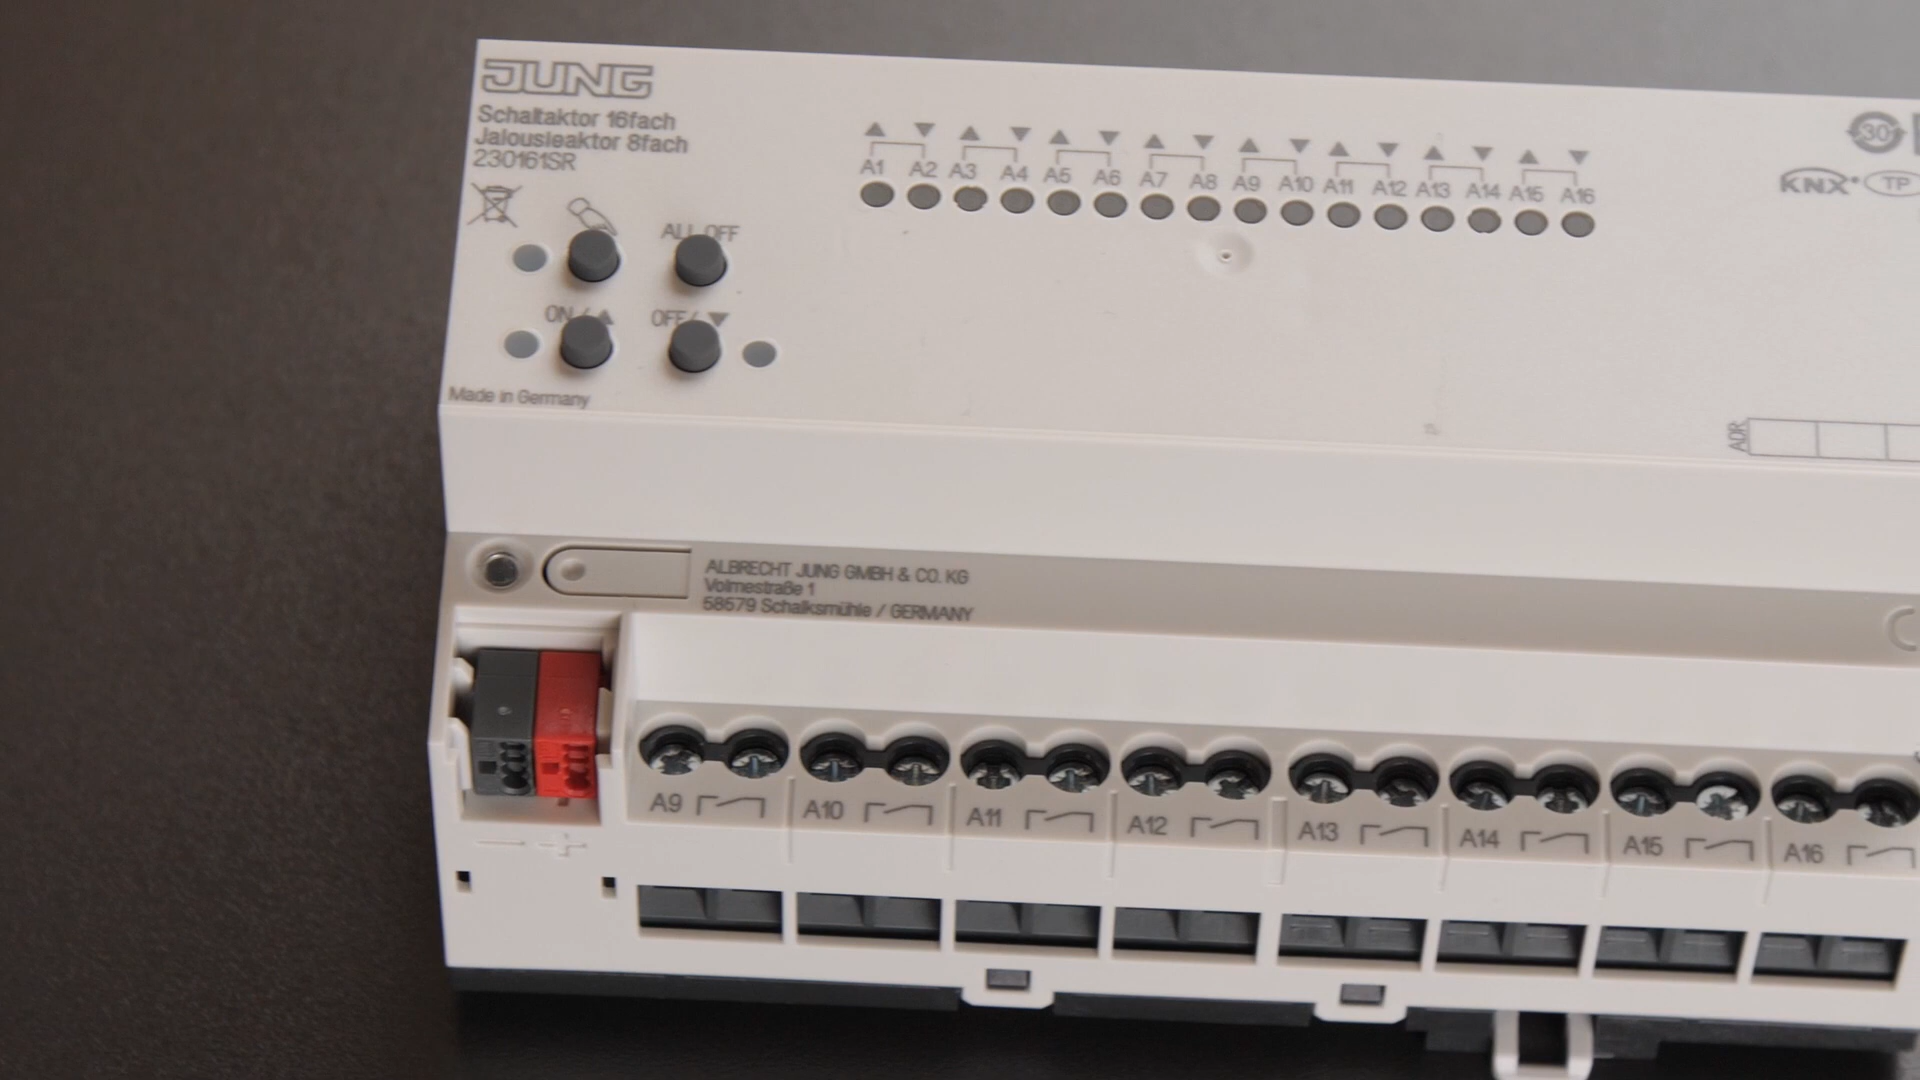 JUNG
Schaltaktor 16fach
Jalousieaktor 8fach
230161SR
A1 A2 A3 A4 A5 A6 A7 A8 A9 A10 A11 A12 A13 A14 A15 A16
30
KNX TP
ALL OFF
ON / ▲ OFF / ▼
Made in Germany
ADR
ALBRECHT JUNG GMBH & CO. KG
Volmestraße 1
58579 Schalksmühle / GERMANY
A9 A10 A11 A12 A13 A14 A15 A16
− +